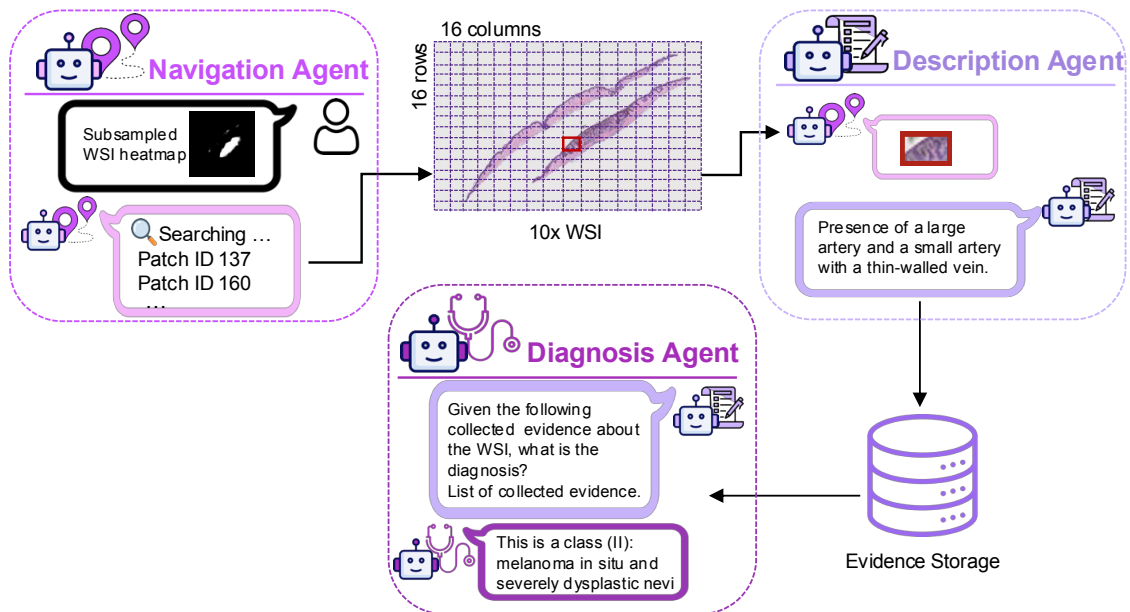 Navigation Agent
Subsampled
WSI heatmap
Searching ...
Patch ID 137
Patch ID 160
...
16 columns
16 rows
10x WSI
Description Agent
Presence of a large
artery and a small artery
with a thin-walled vein.
Diagnosis Agent
Given the following
collected evidence about
the WSI, what is the
diagnosis?
List of collected evidence.
This is a class (II):
melanoma in situ and
severely dysplastic nevi
Evidence Storage